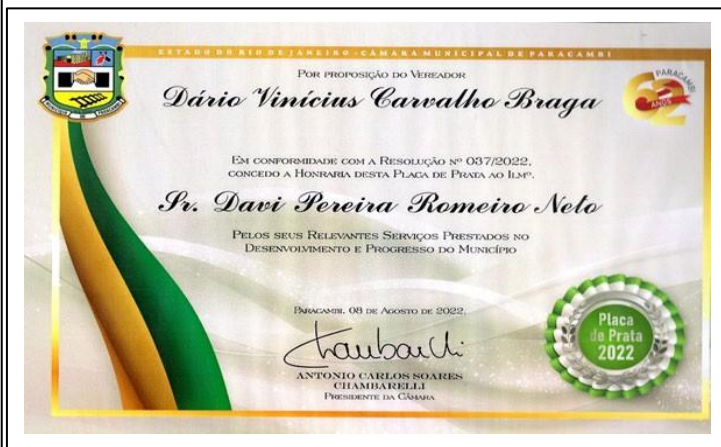 ESTADO DO RIO DE JANEIRO - CÂMARA MUNICIPAL DE PARACAMBI
POR PROPOSIÇÃO DO VEREADOR
Dário Vinícius Carvalho Braga
PARACAMBI
62
ANOS
EM CONFORMIDADE COM A RESOLUÇÃO Nº 037/2022,
CONCEDO A HONRARIA DESTA PLACA DE PRATA AO ILMº.
Sr. Davi Pereira Romeiro Neto
PELOS SEUS RELEVANTES SERVIÇOS PRESTADOS NO
DESENVOLVIMENTO E PROGRESSO DO MUNICÍPIO
PARACAMBI, 08 DE AGOSTO DE 2022.
ANTONIO CARLOS SOARES
CHAMBARELLI
PRESIDENTE DA CÂMARA
Placa
de Prata
2022